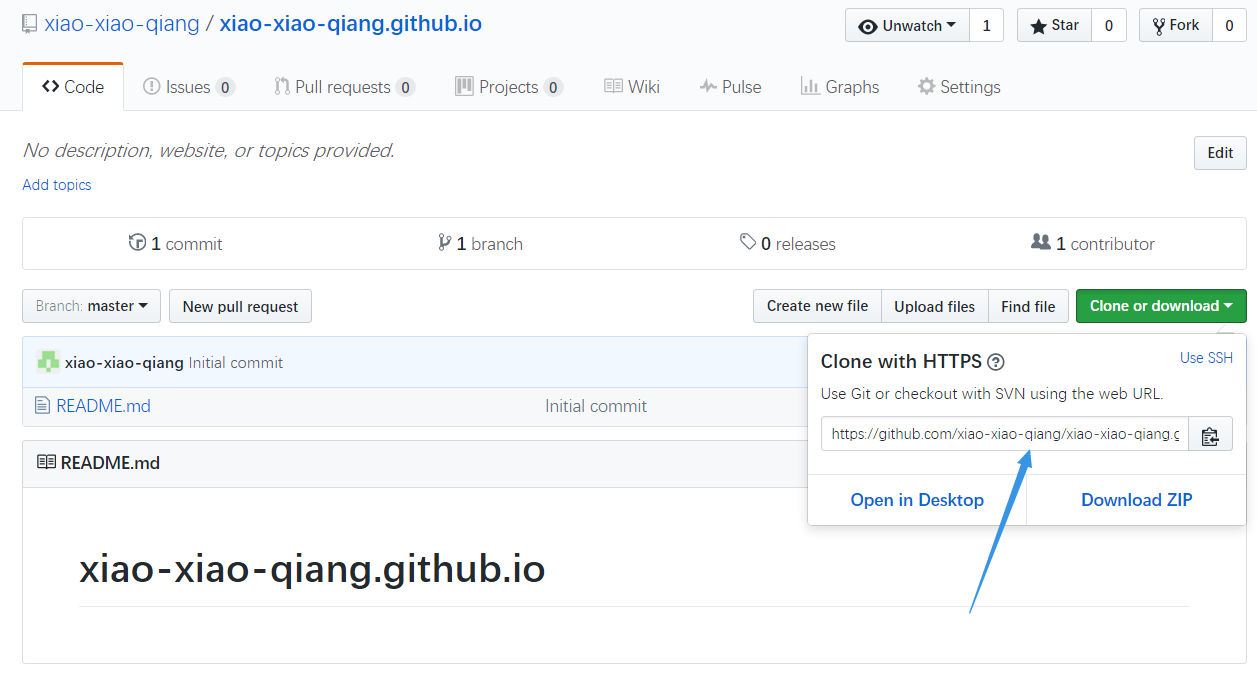 xiao-xiao-qiang / xiao-xiao-qiang.github.io
Unwatch 1 Star 0 Fork 0
Code Issues 0 Pull requests 0 Projects 0 Wiki Pulse Graphs Settings
No description, website, or topics provided.
Edit
Add topics
1 commit 1 branch 0 releases 1 contributor
Branch: master New pull request Create new file Upload files Find file Clone or download
xiao-xiao-qiang Initial commit
README.md Initial commit
Clone with HTTPS ?
Use SSH
Use Git or checkout with SVN using the web URL.
https://github.com/xiao-xiao-qiang/xiao-xiao-qiang.g
Open in Desktop Download ZIP
README.md
xiao-xiao-qiang.github.io